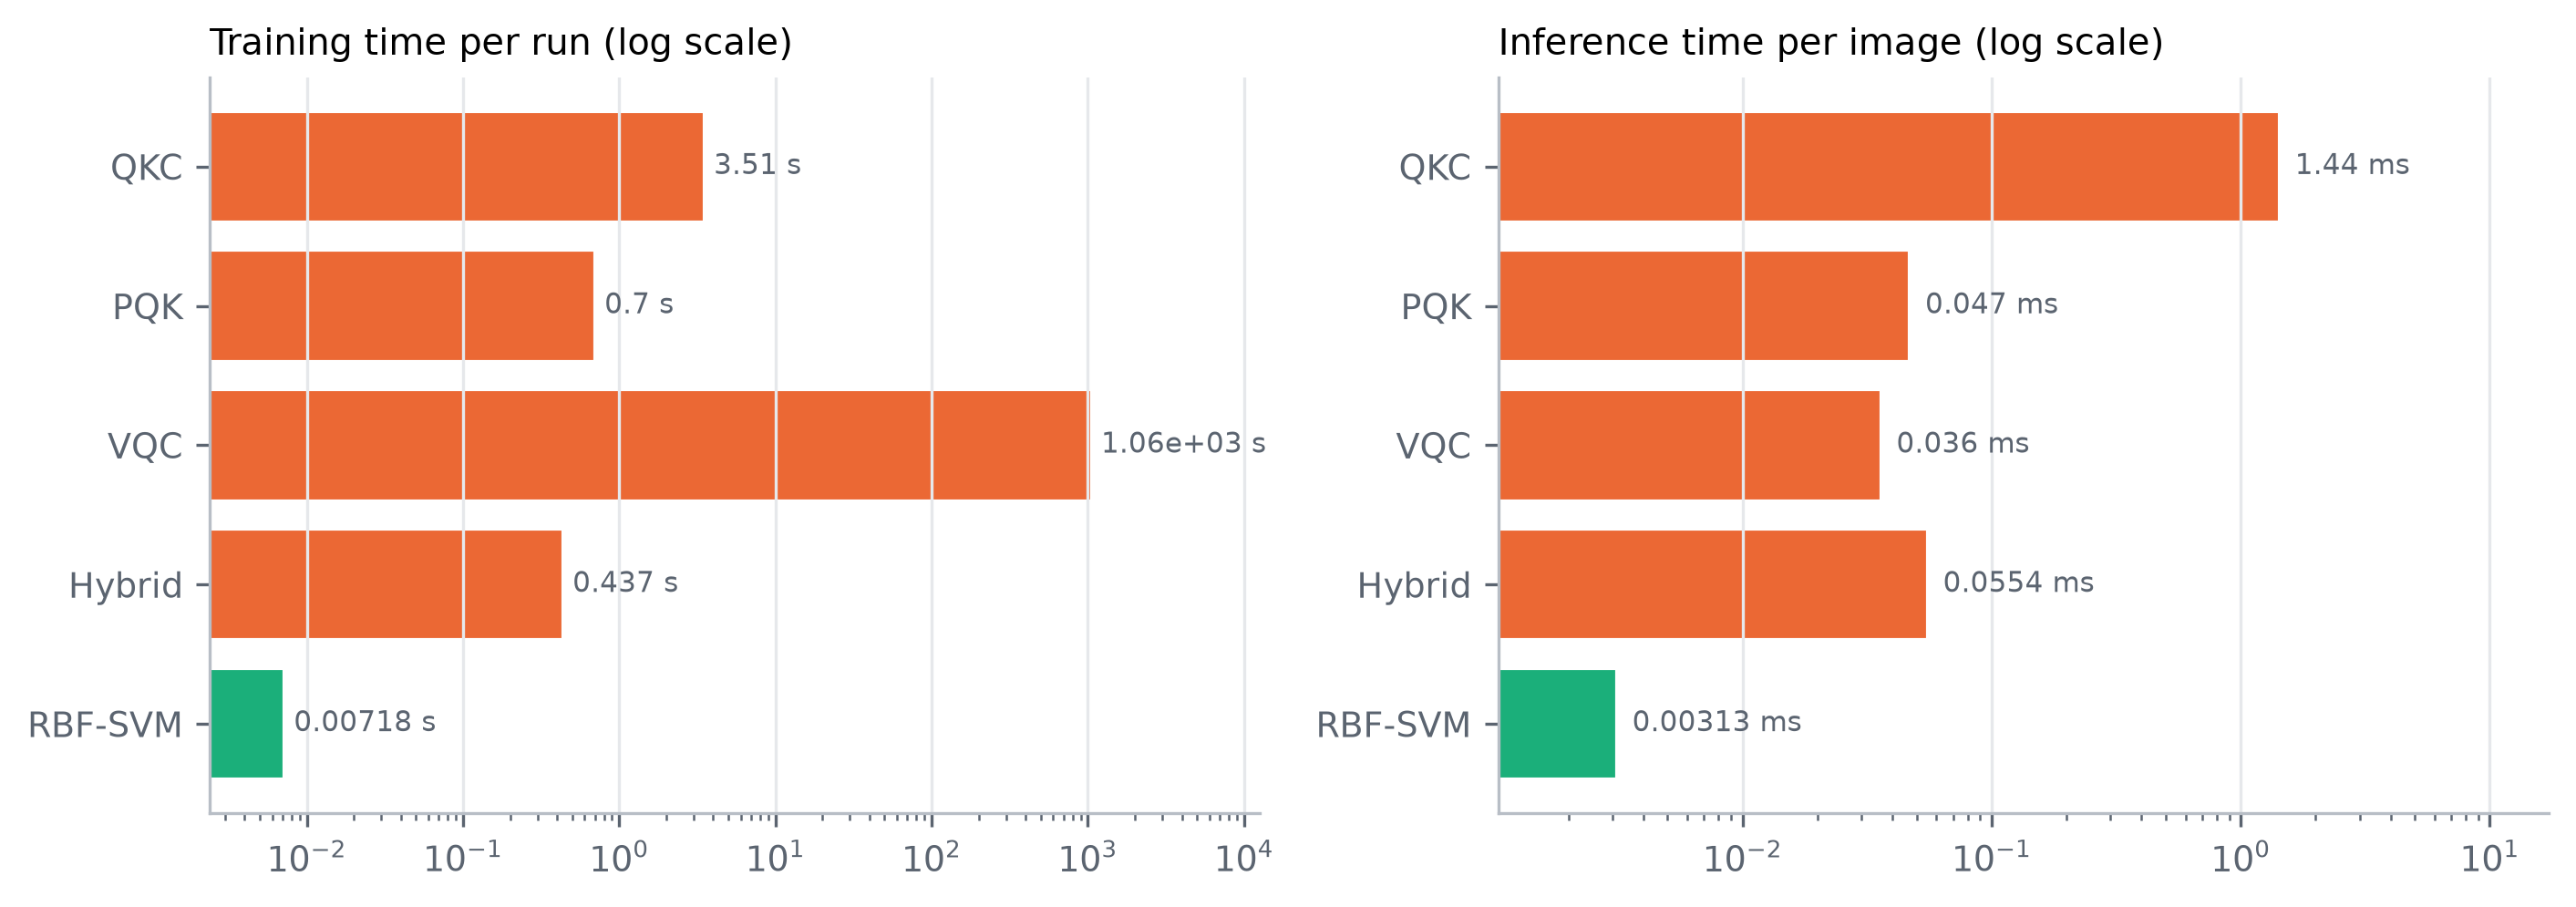 Training time per run (log scale)
QKC
3.51 s
PQK
0.7 s
VQC
1.06e+03 s
Hybrid
0.437 s
RBF-SVM
0.00718 s
10⁻² 10⁻¹ 10⁰ 10¹ 10² 10³ 10⁴
Inference time per image (log scale)
QKC
1.44 ms
PQK
0.047 ms
VQC
0.036 ms
Hybrid
0.0554 ms
RBF-SVM
0.00313 ms
10⁻² 10⁻¹ 10⁰ 10¹